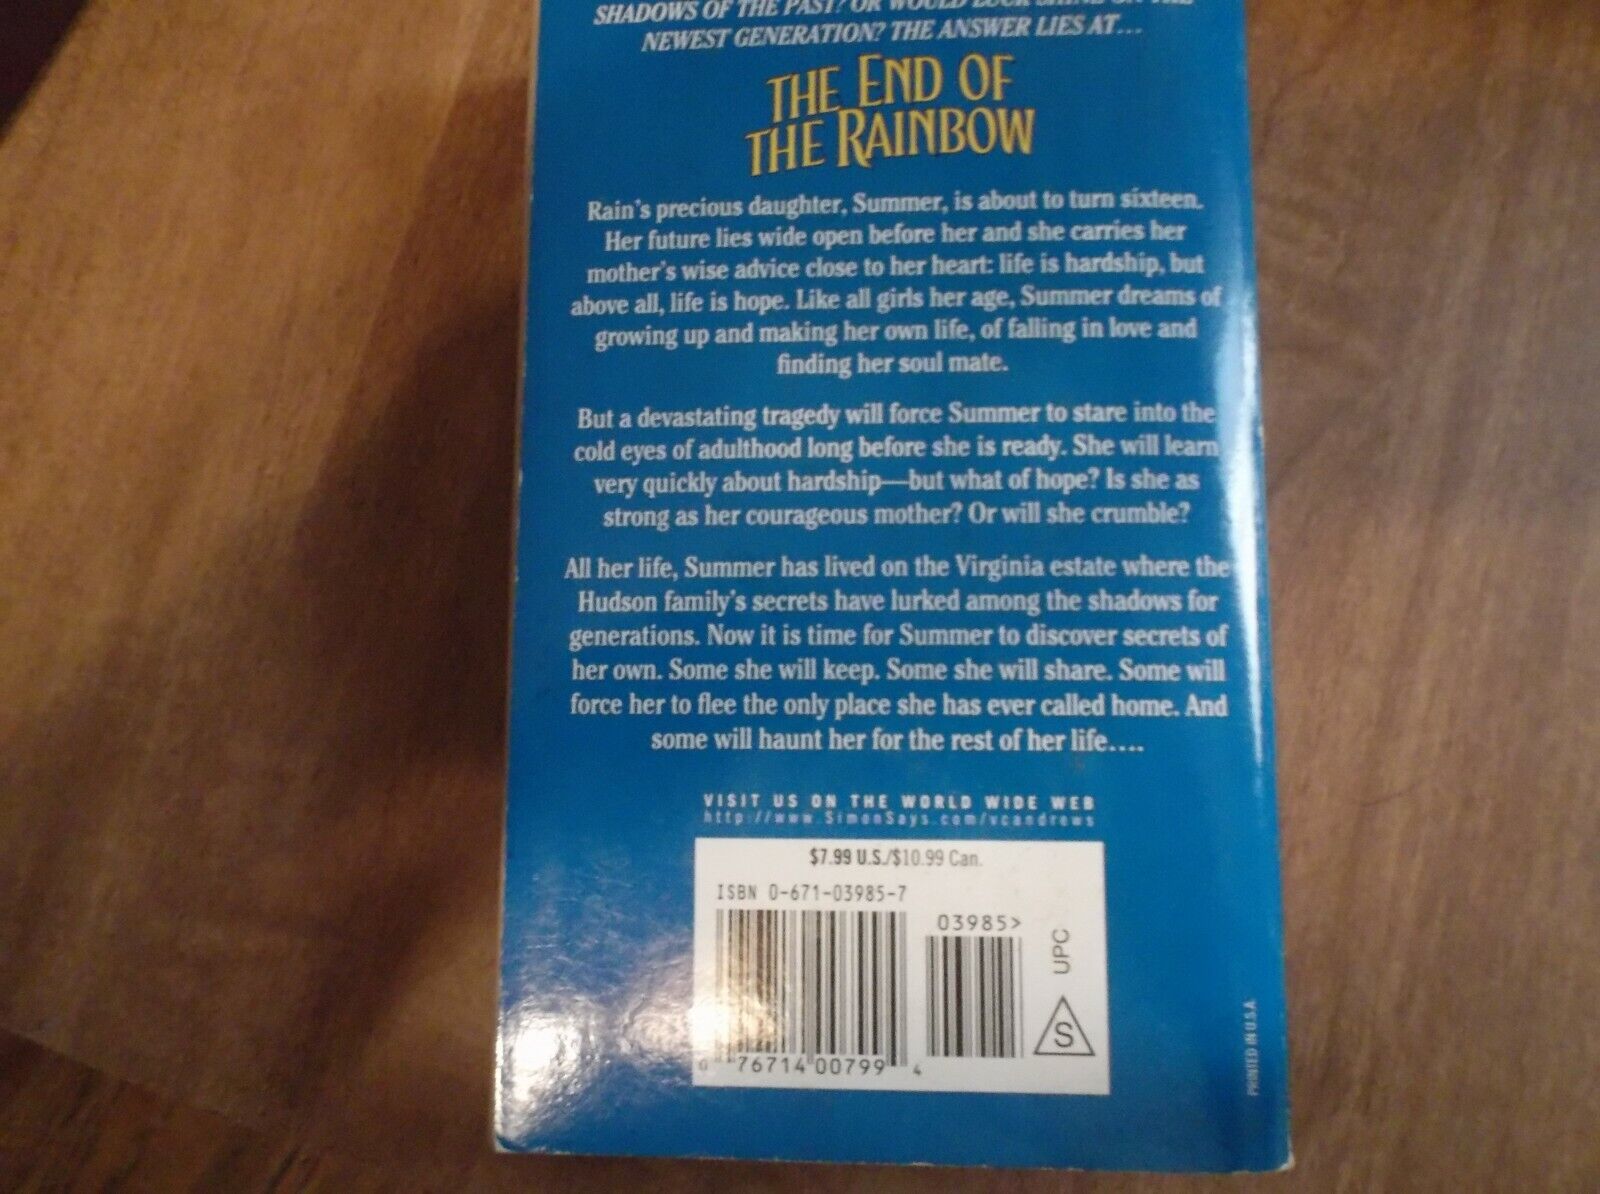 SHADOWS OF THE PAST? OR WOULD LUCK SHINE ON THE
NEWEST GENERATION? THE ANSWER LIES AT...
THE END OF
THE RAINBOW
Rain's precious daughter, Summer, is about to turn sixteen.
Her future lies wide open before her and she carries her
mother's wise advice close to her heart: life is hardship, but
above all, life is hope. Like all girls her age, Summer dreams of
growing up and making her own life, of falling in love and
finding her soul mate.
But a devastating tragedy will force Summer to stare into the
cold eyes of adulthood long before she is ready. She will learn
very quickly about hardship—but what of hope? Is she as
strong as her courageous mother? Or will she crumble?
All her life, Summer has lived on the Virginia estate where the
Hudson family's secrets have lurked among the shadows for
generations. Now it is time for Summer to discover secrets of
her own. Some she will keep. Some she will share. Some will
force her to flee the only place she has ever called home. And
some will haunt her for the rest of her life....
VISIT US ON THE WORLD WIDE WEB
http://www.SimonSays.com/vcandrews
$7.99 U.S./$10.99 Can.
ISBN 0-671-03985-7
03985>
UPC
S
0 76714 00799 4
PRINTED IN U.S.A.